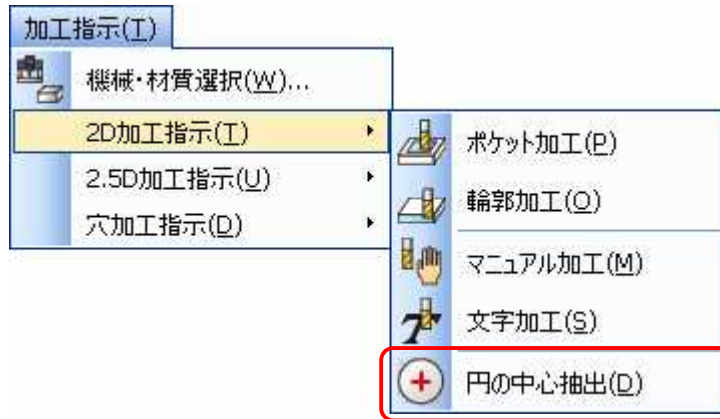 加工指示(T)
機械・材質選択(W)...
2D加工指示(T)
2.5D加工指示(U)
穴加工指示(D)
ポケット加工(P)
輪郭加工(O)
マニュアル加工(M)
文字加工(S)
円の中心抽出(D)